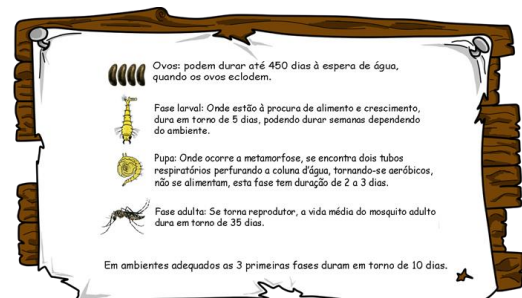 Ovos: podem durar até 450 dias à espera de água,
quando os ovos eclodem.
Fase larval: Onde estão à procura de alimento e crescimento,
dura em torno de 5 dias, podendo durar semanas dependendo
do ambiente.
Pupa: Onde ocorre a metamorfose, se encontra dois tubos
respiratórios perfurando a coluna d'água, tornando-se aeróbicos,
não se alimentam, esta fase tem duração de 2 a 3 dias.
Fase adulta: Se torna reprodutor, a vida média do mosquito adulto
dura em torno de 35 dias.
Em ambientes adequados as 3 primeiras fases duram em torno de 10 dias.